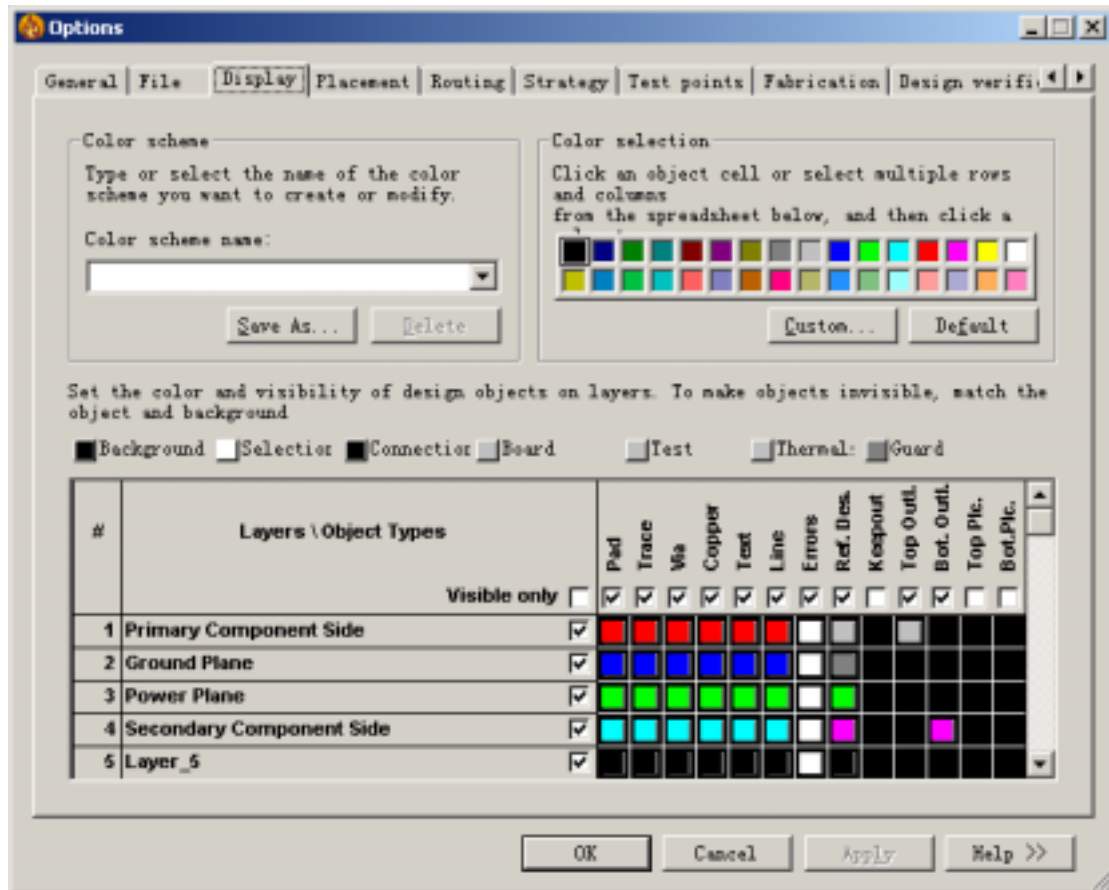 Options
General File Display Placement Routing Strategy Test points Fabrication Design verifi
Color scheme
Type or select the name of the color
scheme you want to create or modify.
Color scheme name:
Save As... Delete
Color selection
Click an object cell or select multiple rows
and columns
from the spreadsheet below, and then click a
Custom... Default
Set the color and visibility of design objects on layers. To make objects invisible, match the
object and background
Background Selection Connection Board Test Thermals Guard
# Layers \ Object Types Pad Trace Via Copper Text Line Errors Ref. Des. Keepout Top Outl. Bot. Outl. Top Plc. Bot.Plc.
Visible only
1 Primary Component Side
2 Ground Plane
3 Power Plane
4 Secondary Component Side
5 Layer_5
OK Cancel Apply Help >>